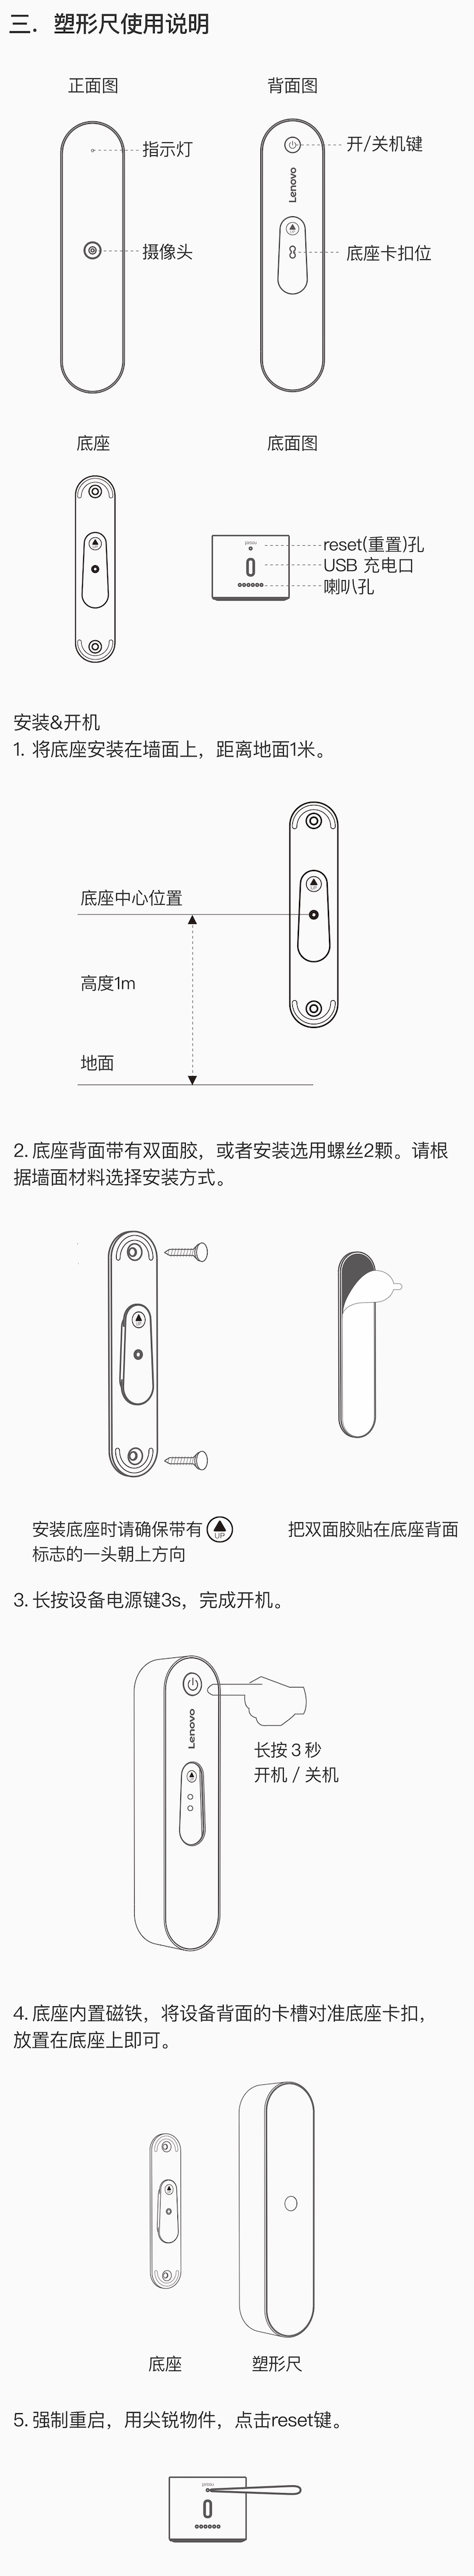 三. 塑形尺使用说明
正面图
背面图
指示灯
开/关机键
Lenovo
摄像头
底座卡扣位
底座
底面图
reset(重置)孔
USB 充电口
喇叭孔
安装&开机
1. 将底座安装在墙面上，距离地面1米。
底座中心位置
高度1m
地面
2. 底座背面带有双面胶，或者安装选用螺丝2颗。请根
据墙面材料选择安装方式。
安装底座时请确保带有
UP
标志的一头朝上方向
把双面胶贴在底座背面
3. 长按设备电源键3s，完成开机。
Lenovo
长按 3 秒
开机 / 关机
4. 底座内置磁铁，将设备背面的卡槽对准底座卡扣，
放置在底座上即可。
底座
塑形尺
5. 强制重启，用尖锐物件，点击reset键。